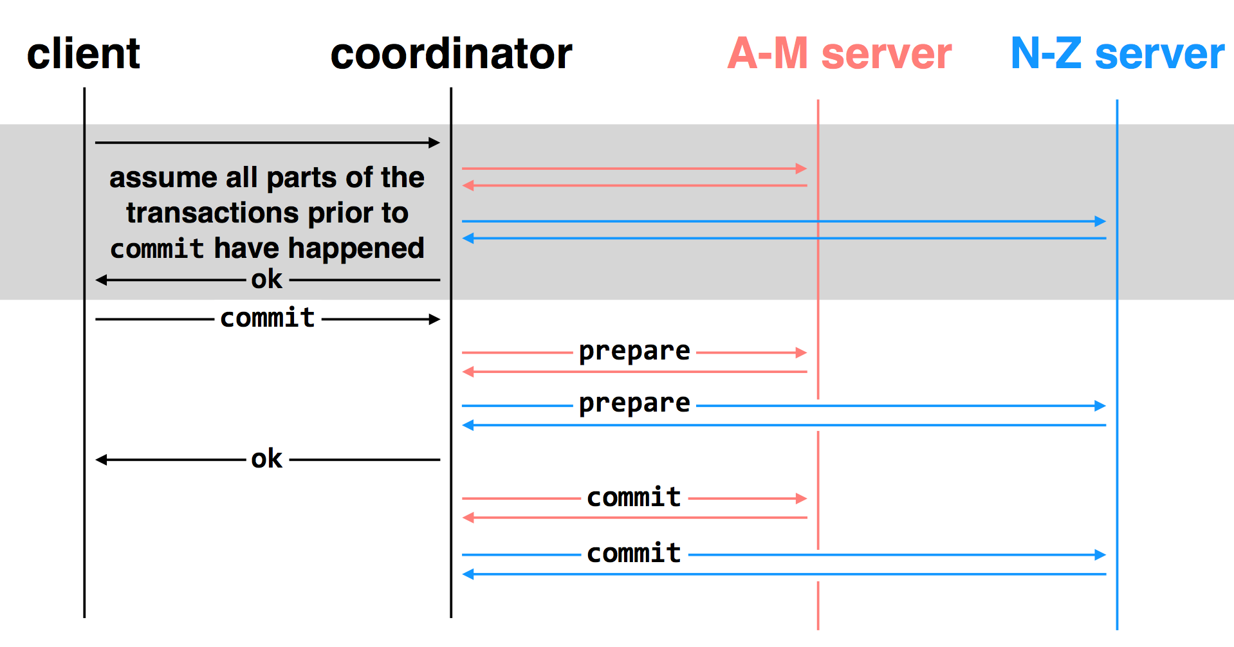 client
coordinator
A-M server
N-Z server
assume all parts of the
transactions prior to
commit have happened
ok
commit
prepare
prepare
ok
commit
commit